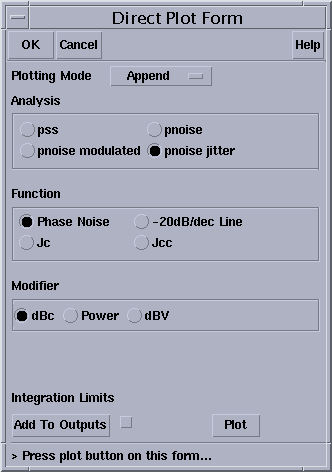 Direct Plot Form
OK Cancel Help
Plotting Mode Append
Analysis
pss pnoise
pnoise modulated pnoise jitter
Function
Phase Noise -20dB/dec Line
Jc Jcc
Modifier
dBc Power dBV
Integration Limits
Add To Outputs Plot
> Press plot button on this form...